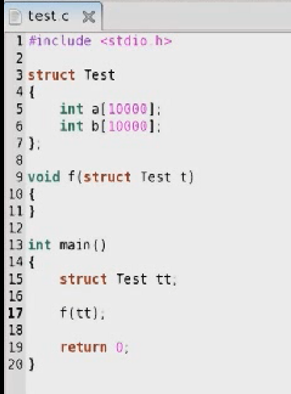 test.c
1 #include <stdio.h>
2
3 struct Test
4 {
5     int a[10000];
6     int b[10000];
7 };
8
9 void f(struct Test t)
10 {
11 }
12
13 int main()
14 {
15     struct Test tt;
16
17     f(tt);
18
19     return 0;
20 }